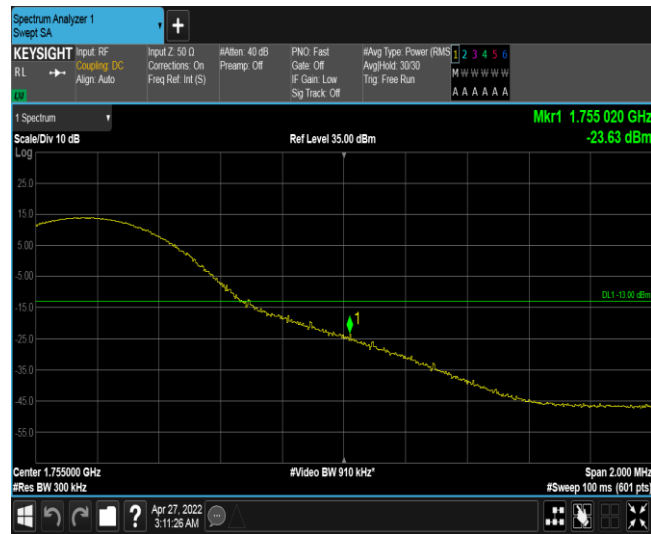 Spectrum Analyzer 1
Swept SA
+
KEYSIGHT
RL
Input: RF
Coupling: DC
Align: Auto
Input Z: 50 Ω
Corrections: On
Freq Ref: Int (S)
#Atten: 40 dB
Preamp: Off
PNO: Fast
Gate: Off
IF Gain: Low
Sig Track: Off
#Avg Type: Power (RMS
Avg|Hold: 30/30
Trig: Free Run
1 2 3 4 5 6
M W W W W W
A A A A A A
1 Spectrum
Scale/Div 10 dB
Ref Level 35.00 dBm
Mkr1 1.755 020 GHz
-23.63 dBm
Log
25.0
15.0
5.00
-5.00
-15.0
-25.0
-35.0
-45.0
-55.0
DL1 -13.00 dBm
1
Center 1.755000 GHz
#Res BW 300 kHz
#Video BW 910 kHz*
Span 2.000 MHz
#Sweep 100 ms (601 pts)
?
Apr 27, 2022
3:11:26 AM